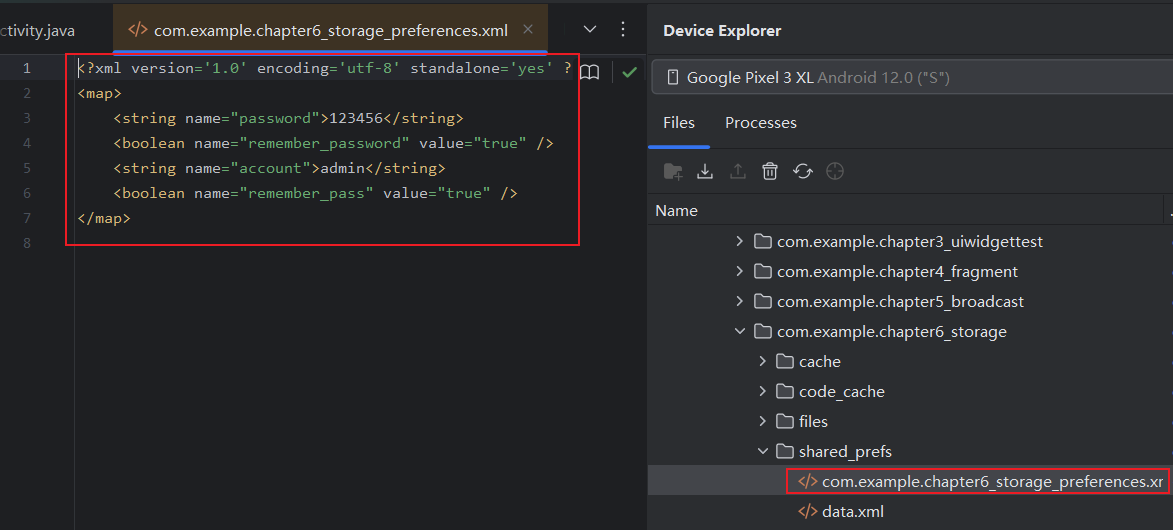 ctivity.java
</> com.example.chapter6_storage_preferences.xml
1 <?xml version='1.0' encoding='utf-8' standalone='yes' ?
2 <map>
3 <string name="password">123456</string>
4 <boolean name="remember_password" value="true" />
5 <string name="account">admin</string>
6 <boolean name="remember_pass" value="true" />
7 </map>
8
Device Explorer
Google Pixel 3 XL Android 12.0 ("S")
Files Processes
Name
com.example.chapter3_uiwidgettest
com.example.chapter4_fragment
com.example.chapter5_broadcast
com.example.chapter6_storage
cache
code_cache
files
shared_prefs
</> com.example.chapter6_storage_preferences.xr
</> data.xml